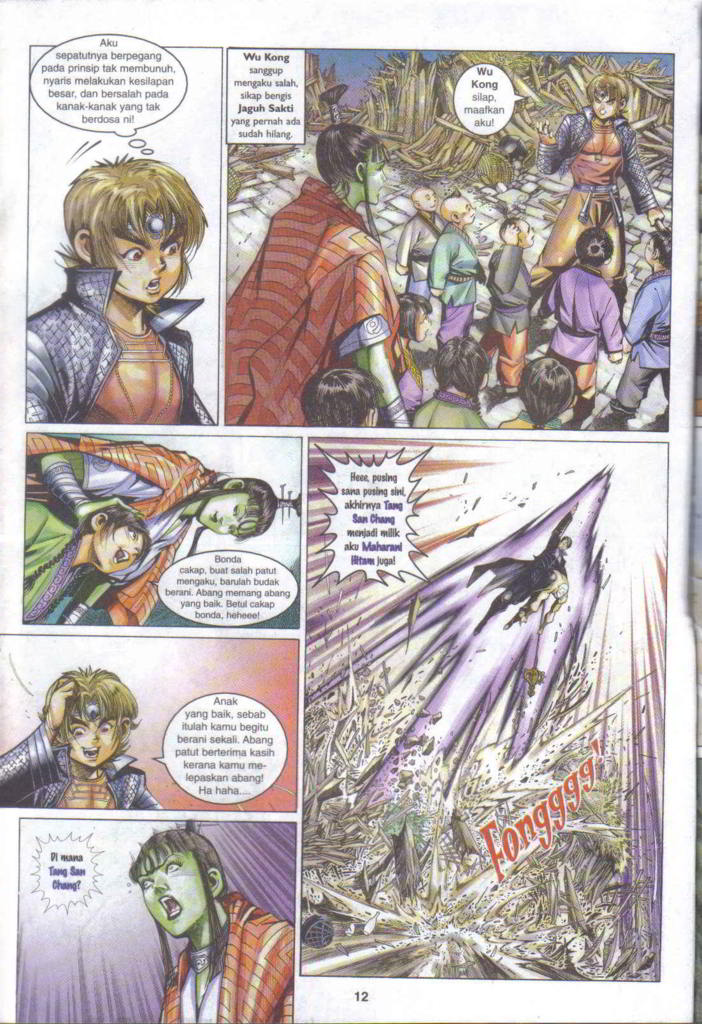 Aku
sepatutnya berpegang
pada prinsip tak membunuh,
nyaris melakukan kesilapan
besar, dan bersalah pada
kanak-kanak yang tak
berdosa ni!
Wu Kong
sanggup
mengaku salah,
sikap bengis
Jaguh Sakti
yang pernah ada
sudah hilang.
Wu
Kong
silap,
maafkan
aku!
Bonda
cakap, buat salah patut
mengaku, barulah budak
berani. Abang memang abang
yang baik. Betul cakap
bonda, heheee!
Heee, pusing
sana pusing sini,
akhirnya Tang
San Chang
menjadi milik
aku Maharani
Hitam juga!
Anak
yang baik, sebab
itulah kamu begitu
berani sekali. Abang
patut berterima kasih
kerana kamu me-
lepaskan abang!
Ha haha....
Fongggg!
Di mana
Tang San
Chang?
12